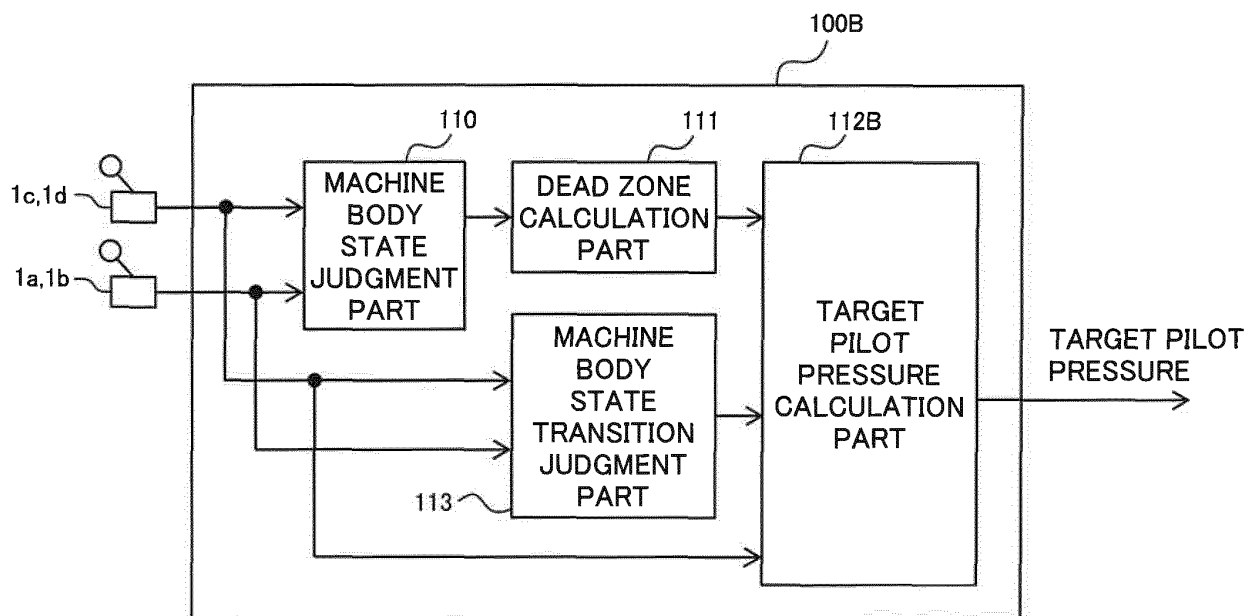 100B
110
111
112B
1c,1d
1a,1b
MACHINE
BODY
STATE
JUDGMENT
PART
DEAD ZONE
CALCULATION
PART
MACHINE
BODY
STATE
TRANSITION
JUDGMENT
PART
113
TARGET
PILOT
PRESSURE
CALCULATION
PART
TARGET PILOT
PRESSURE